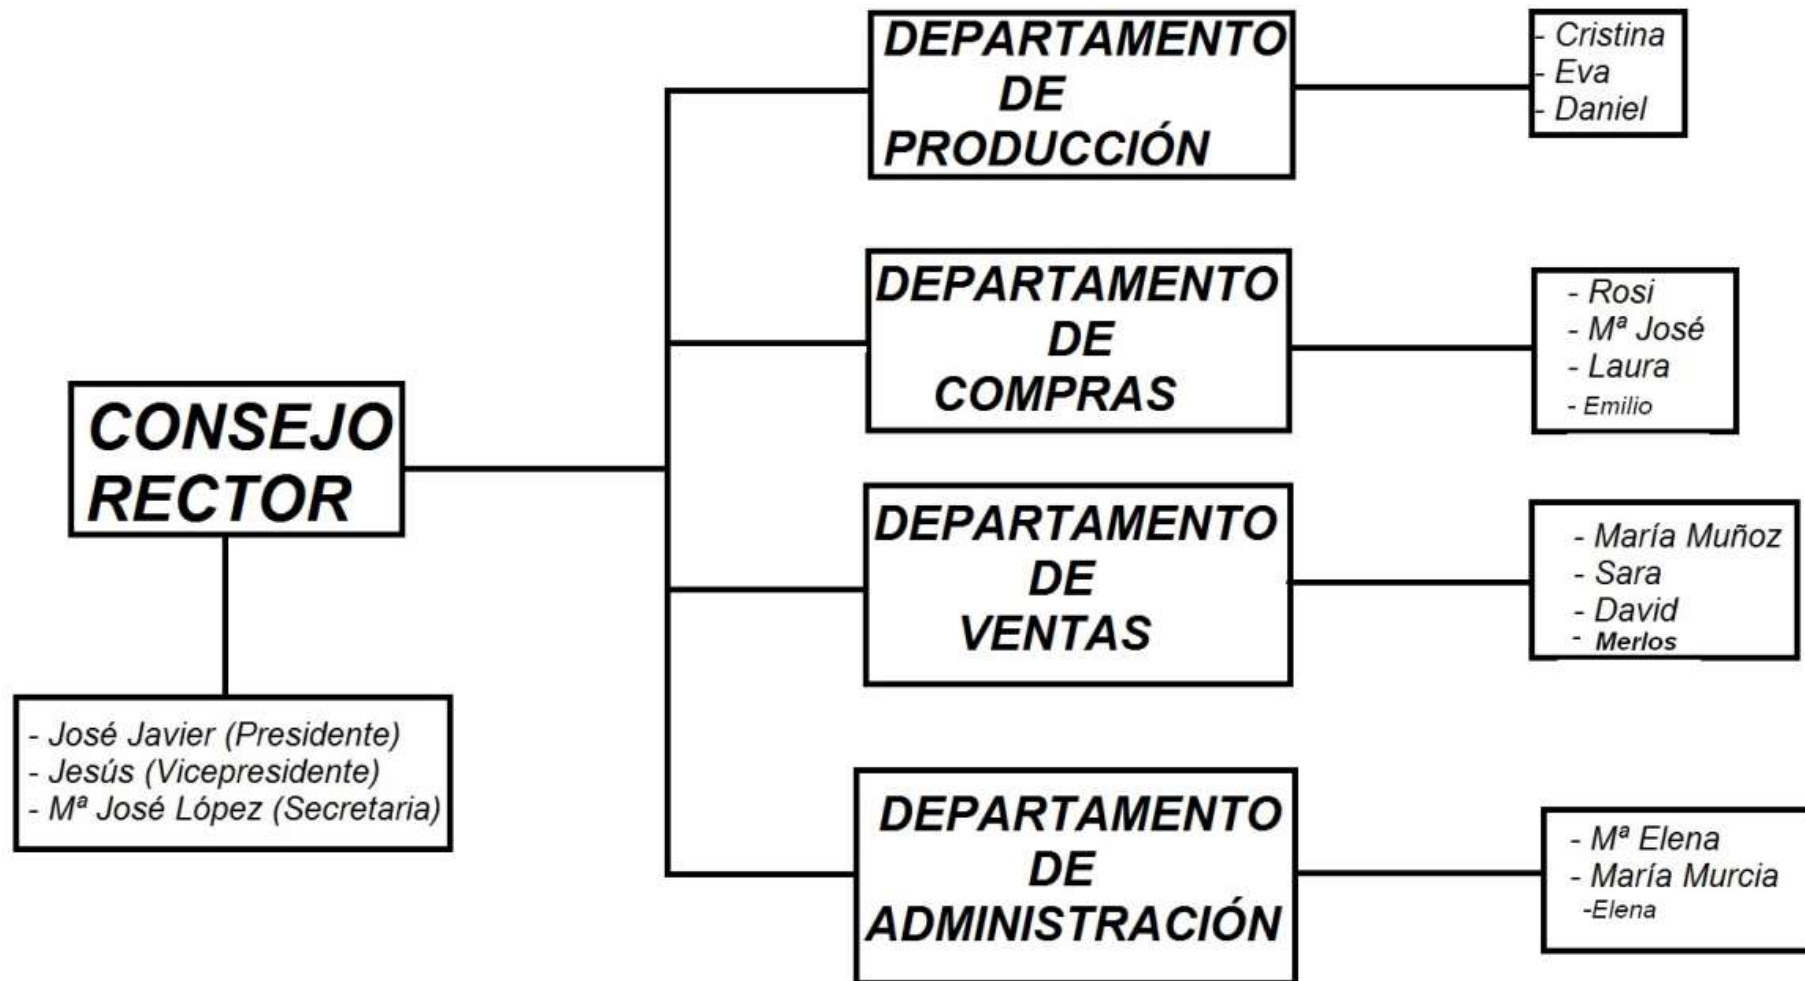 CONSEJO
RECTOR
- José Javier (Presidente)
- Jesús (Vicepresidente)
- Mª José López (Secretaria)
DEPARTAMENTO
DE
PRODUCCIÓN
- Cristina
- Eva
- Daniel
DEPARTAMENTO
DE
COMPRAS
- Rosi
- Mª José
- Laura
- Emilio
DEPARTAMENTO
DE
VENTAS
- María Muñoz
- Sara
- David
- Merlos
DEPARTAMENTO
DE
ADMINISTRACIÓN
- Mª Elena
- María Murcia
-Elena